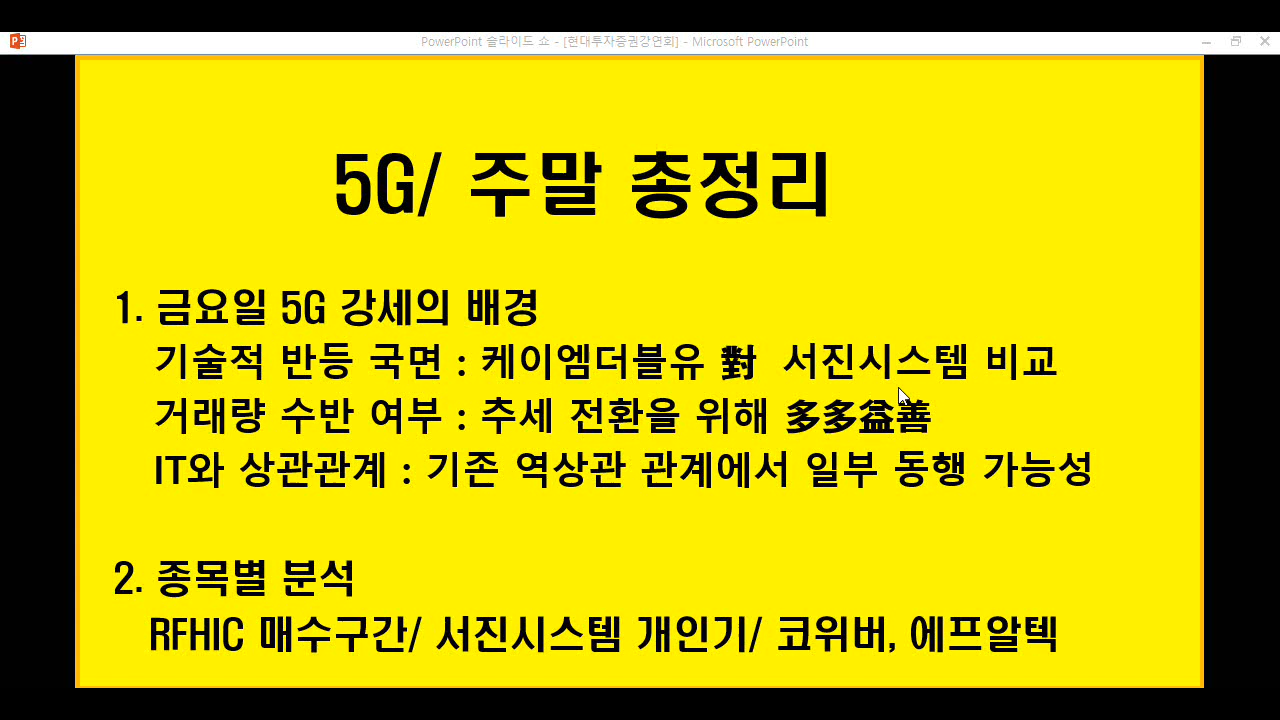 PowerPoint 슬라이드 쇼 - [현대투자증권강연회] - Microsoft PowerPoint
5G/ 주말 총정리
1. 금요일 5G 강세의 배경
기술적 반등 국면 : 케이엠더블유 對 서진시스템 비교
거래량 수반 여부 : 추세 전환을 위해 多多益善
IT와 상관관계 : 기존 역상관 관계에서 일부 동행 가능성
2. 종목별 분석
RFHIC 매수구간/ 서진시스템 개인기/ 코위버, 에프알텍